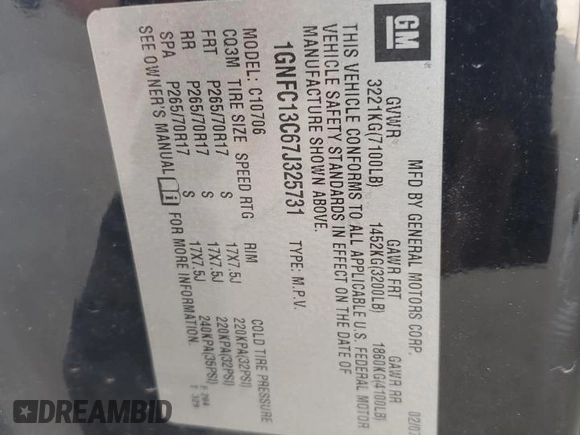 GM
MFD BY GENERAL MOTORS CORP. 02/07
GVWR GAWR FRT GAWR RR
3221KG(7100LB) 1452KG(3200LB) 1860KG(4100LB)
THIS VEHICLE CONFORMS TO ALL APPLICABLE U.S. FEDERAL MOTOR
VEHICLE SAFETY STANDARDS IN EFFECT ON THE DATE OF
MANUFACTURE SHOWN ABOVE.
1GNFC13C67J325731 TYPE: M.P.V.
MODEL: C10706
CQ3M TIRE SIZE SPEED RTG RIM COLD TIRE PRESSURE
FRT P265/70R17 S 17X7.5J 220KPA(32PSI)
RR P265/70R17 S 17X7.5J 220KPA(32PSI)
SPA P265/70R17 S 17X7.5J 240KPA(35PSI)
SEE OWNER'S MANUAL i FOR MORE INFORMATION.
DREAMBID